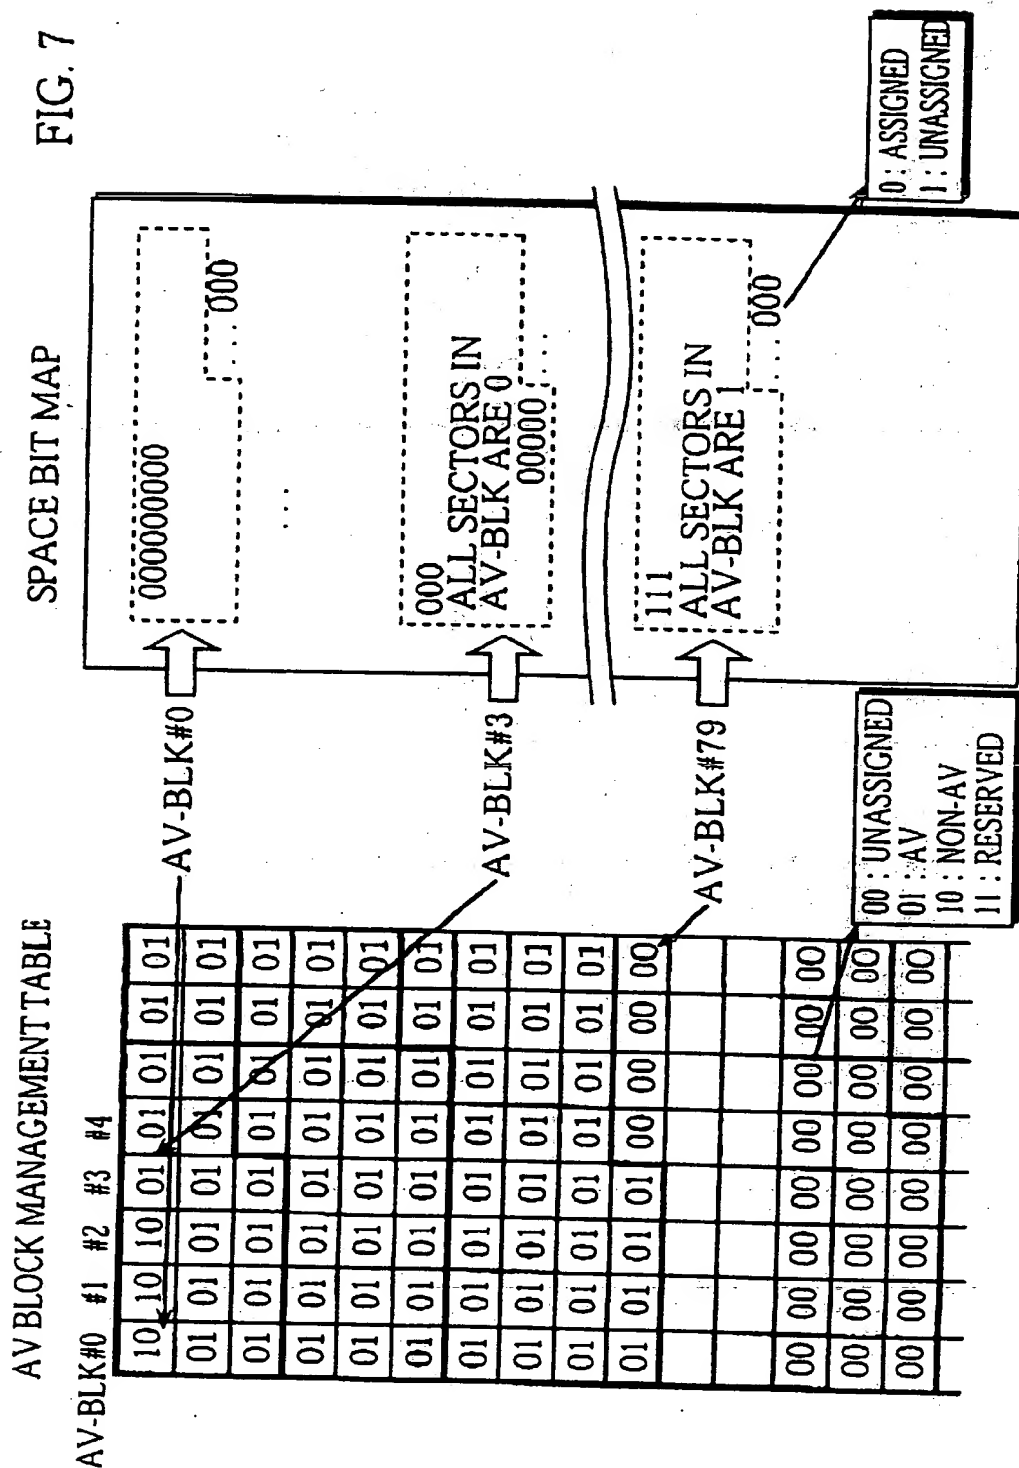 FIG. 7
AV BLOCK MANAGEMENT TABLE
AV-BLK#0 #1 #2 #3 #4
10 10 10 01 01 01 01 01
01 01 01 01 01 01 01 01
01 01 01 01 01 01 01 01
01 01 01 01 01 01 01 01
01 01 01 01 01 01 01 01
01 01 01 01 01 01 01 01
01 01 01 01 01 01 01 01
01 01 01 01 01 01 01 01
01 01 01 01 01 01 01 01
01 01 01 01 00 00 00 00
00 00 00 00 00 00 00 00
00 00 00 00 00 00 00 00
00 00 00 00 00 00 00 00
00 : UNASSIGNED
01 : AV
10 : NON-AV
11 : RESERVED
AV-BLK#0
AV-BLK#3
AV-BLK#79
SPACE BIT MAP
000000000
....000
....
000
ALL SECTORS IN
AV-BLK ARE 0
00000....
111
ALL SECTORS IN
AV-BLK ARE 1
....000
0 : ASSIGNED
1 : UNASSIGNED